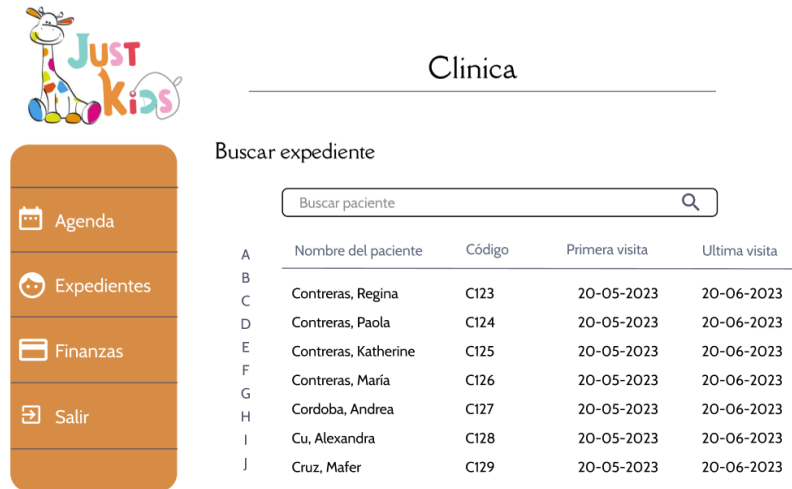 Just
Kids
Clinica
Agenda
Expedientes
Finanzas
Salir
Buscar expediente
Buscar paciente
A
B
C
D
E
F
G
H
I
J
Nombre del paciente Código Primera visita Ultima visita
Contreras, Regina C123 20-05-2023 20-06-2023
Contreras, Paola C124 20-05-2023 20-06-2023
Contreras, Katherine C125 20-05-2023 20-06-2023
Contreras, María C126 20-05-2023 20-06-2023
Cordoba, Andrea C127 20-05-2023 20-06-2023
Cu, Alexandra C128 20-05-2023 20-06-2023
Cruz, Mafer C129 20-05-2023 20-06-2023